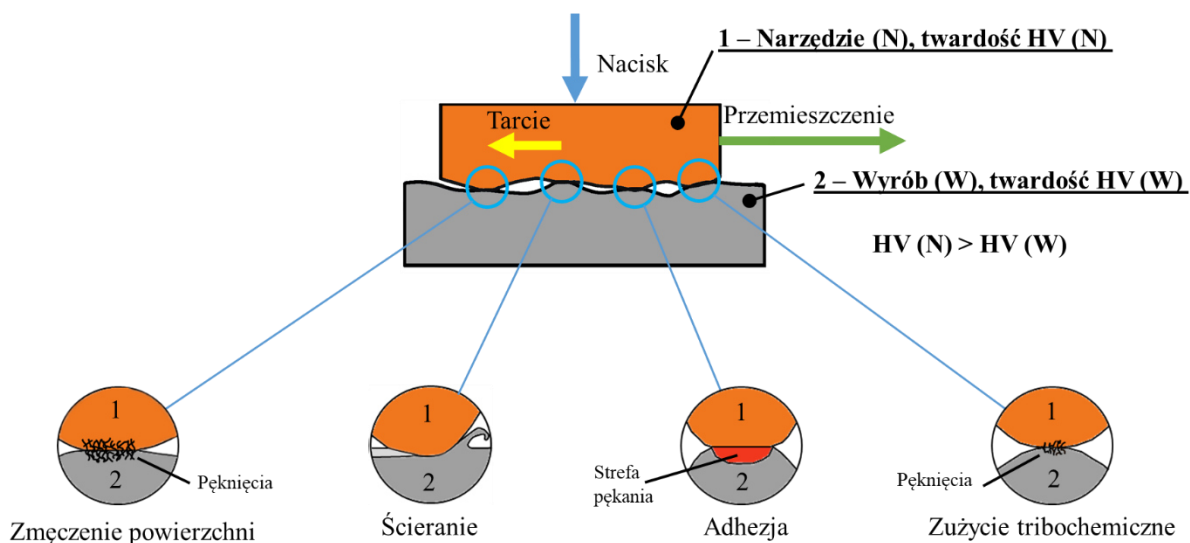 1 – Narzędzie (N), twardość HV (N)
Nacisk
Tarcie
Przemieszczenie
2 – Wyrób (W), twardość HV (W)
HV (N) > HV (W)
1
2
Pęknięcia
Zmęczenie powierzchni
1
2
Ścieranie
1
2
Strefa
pękania
Adhezja
1
2
Pęknięcia
Zużycie tribochemiczne